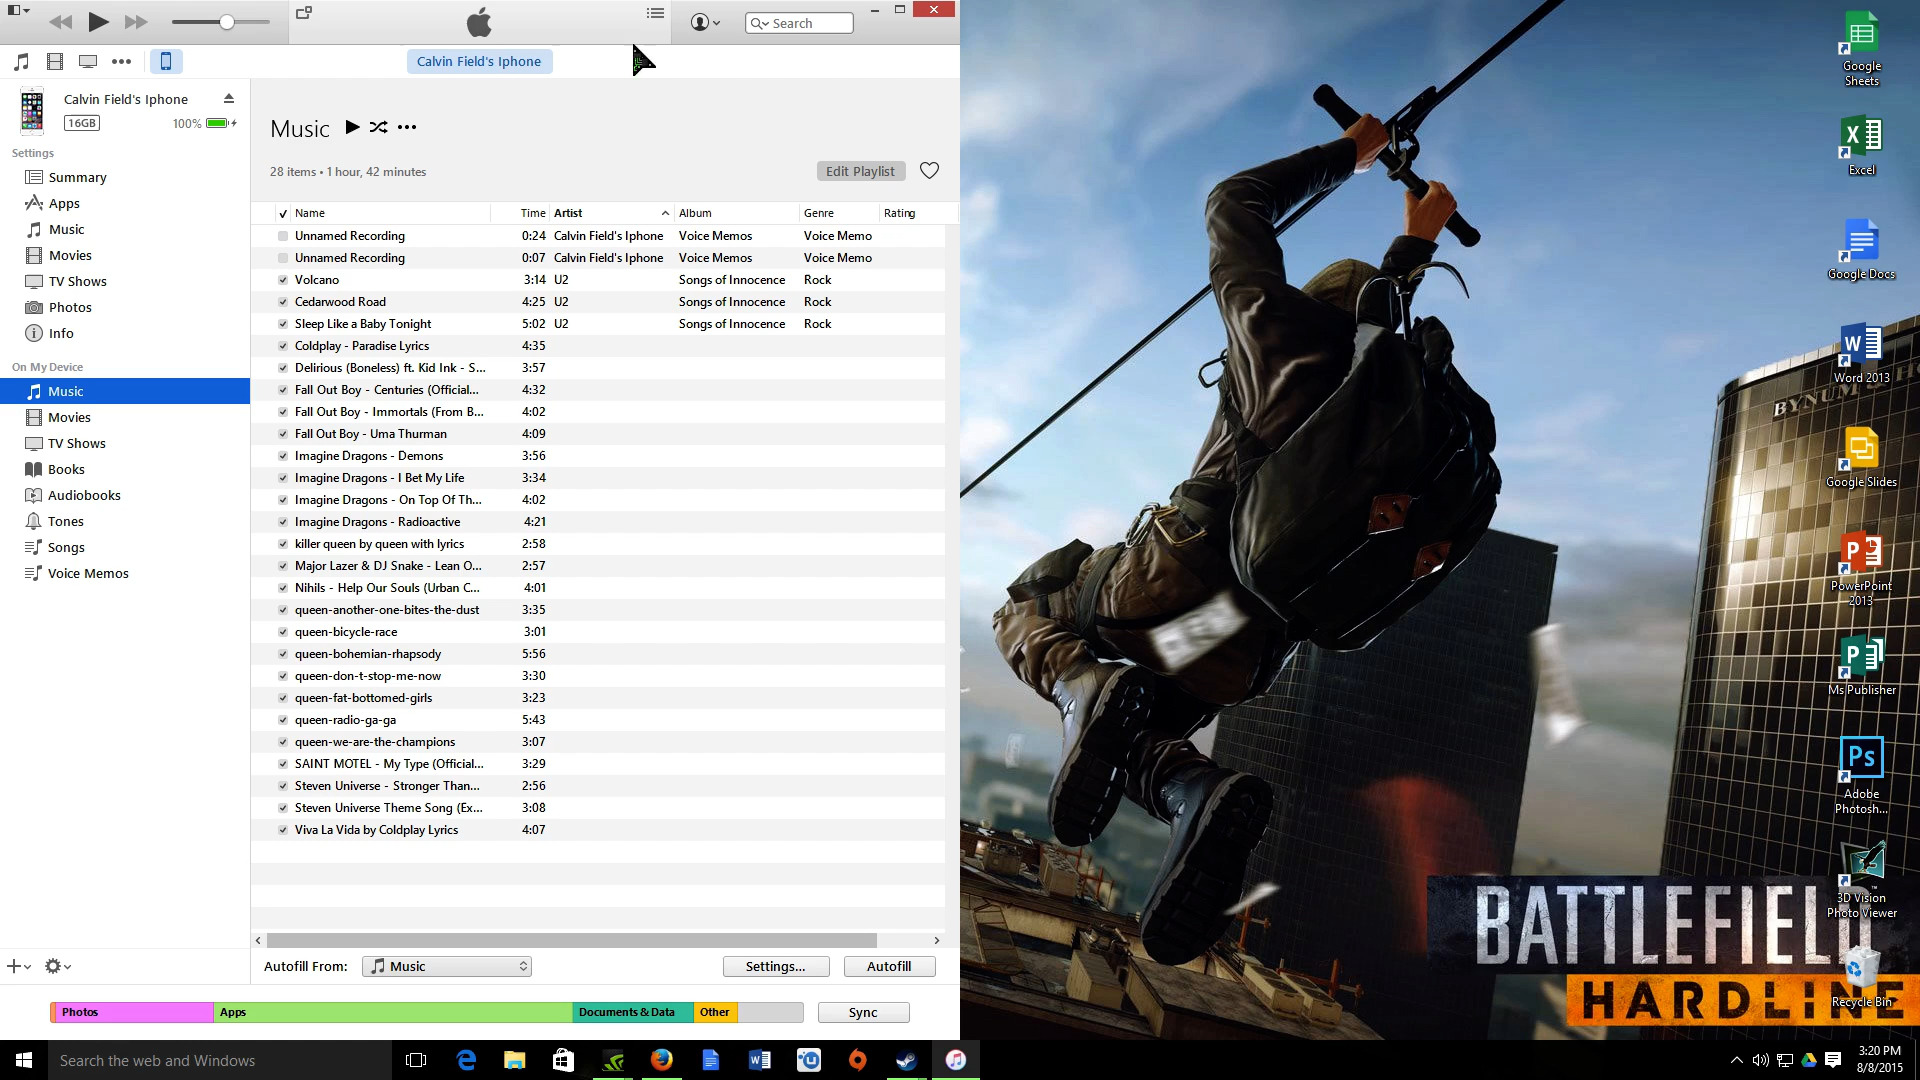 Search
Calvin Field's Iphone
Calvin Field's Iphone
16GB
100%
Settings
Summary
Apps
Music
Movies
TV Shows
Photos
Info
On My Device
Music
Movies
TV Shows
Books
Audiobooks
Tones
Songs
Voice Memos
Music
28 items • 1 hour, 42 minutes
Edit Playlist
Name Time Artist Album Genre Rating
Unnamed Recording 0:24 Calvin Field's Iphone Voice Memos Voice Memo
Unnamed Recording 0:07 Calvin Field's Iphone Voice Memos Voice Memo
Volcano 3:14 U2 Songs of Innocence Rock
Cedarwood Road 4:25 U2 Songs of Innocence Rock
Sleep Like a Baby Tonight 5:02 U2 Songs of Innocence Rock
Coldplay - Paradise Lyrics 4:35
Delirious (Boneless) ft. Kid Ink - S... 3:57
Fall Out Boy - Centuries (Official... 4:32
Fall Out Boy - Immortals (From B... 4:02
Fall Out Boy - Uma Thurman 4:09
Imagine Dragons - Demons 3:56
Imagine Dragons - I Bet My Life 3:34
Imagine Dragons - On Top Of Th... 4:02
Imagine Dragons - Radioactive 4:21
killer queen by queen with lyrics 2:58
Major Lazer & DJ Snake - Lean O... 2:57
Nihils - Help Our Souls (Urban C... 4:01
queen-another-one-bites-the-dust 3:35
queen-bicycle-race 3:01
queen-bohemian-rhapsody 5:56
queen-don-t-stop-me-now 3:30
queen-fat-bottomed-girls 3:23
queen-radio-ga-ga 5:43
queen-we-are-the-champions 3:07
SAINT MOTEL - My Type (Official... 3:29
Steven Universe - Stronger Than... 2:56
Steven Universe Theme Song (Ex... 3:08
Viva La Vida by Coldplay Lyrics 4:07
Autofill From: Music Settings... Autofill
Photos Apps Documents & Data Other Sync
Google
Sheets
Excel
Google Docs
Word 2013
BYNUM &
Google Slides
PowerPoint
2013
Ms Publisher
Ps
Adobe
Photosh...
3D Vision
Photo Viewer
BATTLEFIELD
HARDLINE
Recycle Bin
Search the web and Windows
3:20 PM
8/8/2015